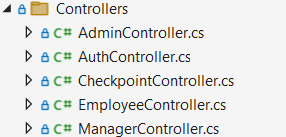 Controllers
C# AdminController.cs
C# AuthController.cs
C# CheckpointController.cs
C# EmployeeController.cs
C# ManagerController.cs